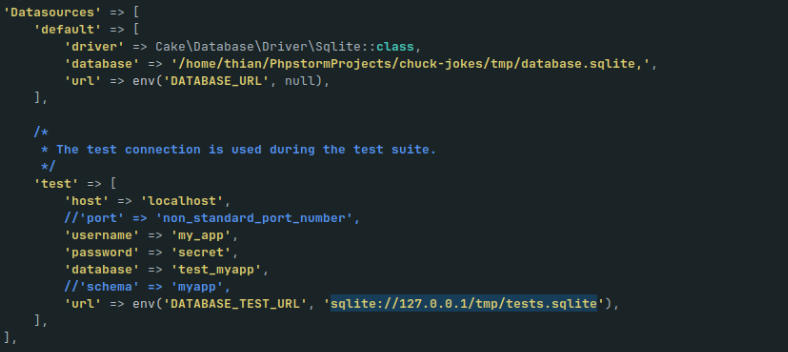 'Datasources' => [
'default' => [
'driver' => Cake\Database\Driver\Sqlite::class,
'database' => '/home/thian/PhpstormProjects/chuck-jokes/tmp/database.sqlite,',
'url' => env('DATABASE_URL', null),
],
/*
* The test connection is used during the test suite.
*/
'test' => [
'host' => 'localhost',
//'port' => 'non_standard_port_number',
'username' => 'my_app',
'password' => 'secret',
'database' => 'test_myapp',
//'schema' => 'myapp',
'url' => env('DATABASE_TEST_URL', 'sqlite://127.0.0.1/tmp/tests.sqlite'),
],
],